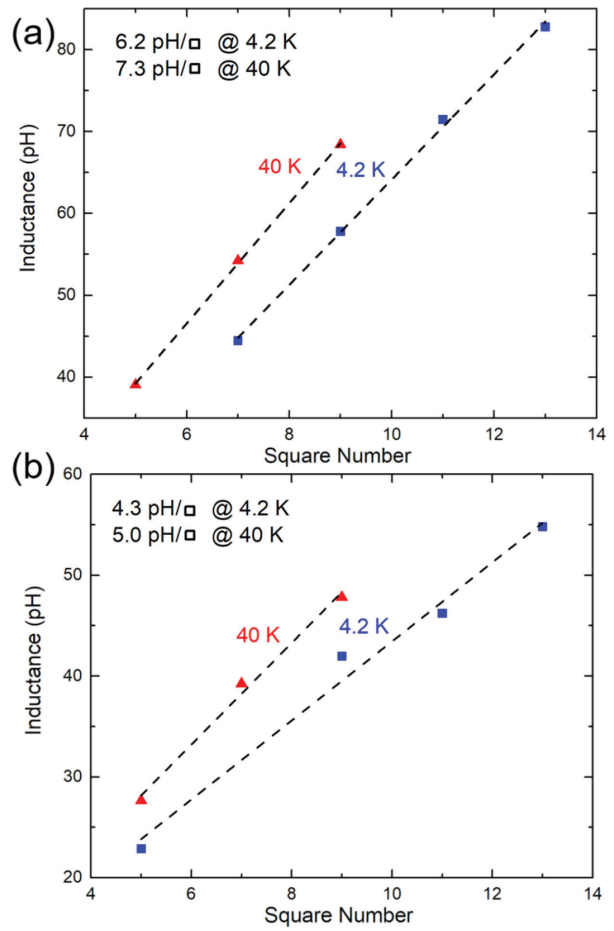 (a)
6.2 pH/□ @ 4.2 K
7.3 pH/□ @ 40 K
80
70
60
50
40
Inductance (pH)
40 K
4.2 K
4
6
8
10
12
14
Square Number
(b)
60
50
40
30
20
4.3 pH/□ @ 4.2 K
5.0 pH/□ @ 40 K
Inductance (pH)
40 K
4.2 K
4
6
8
10
12
14
Square Number